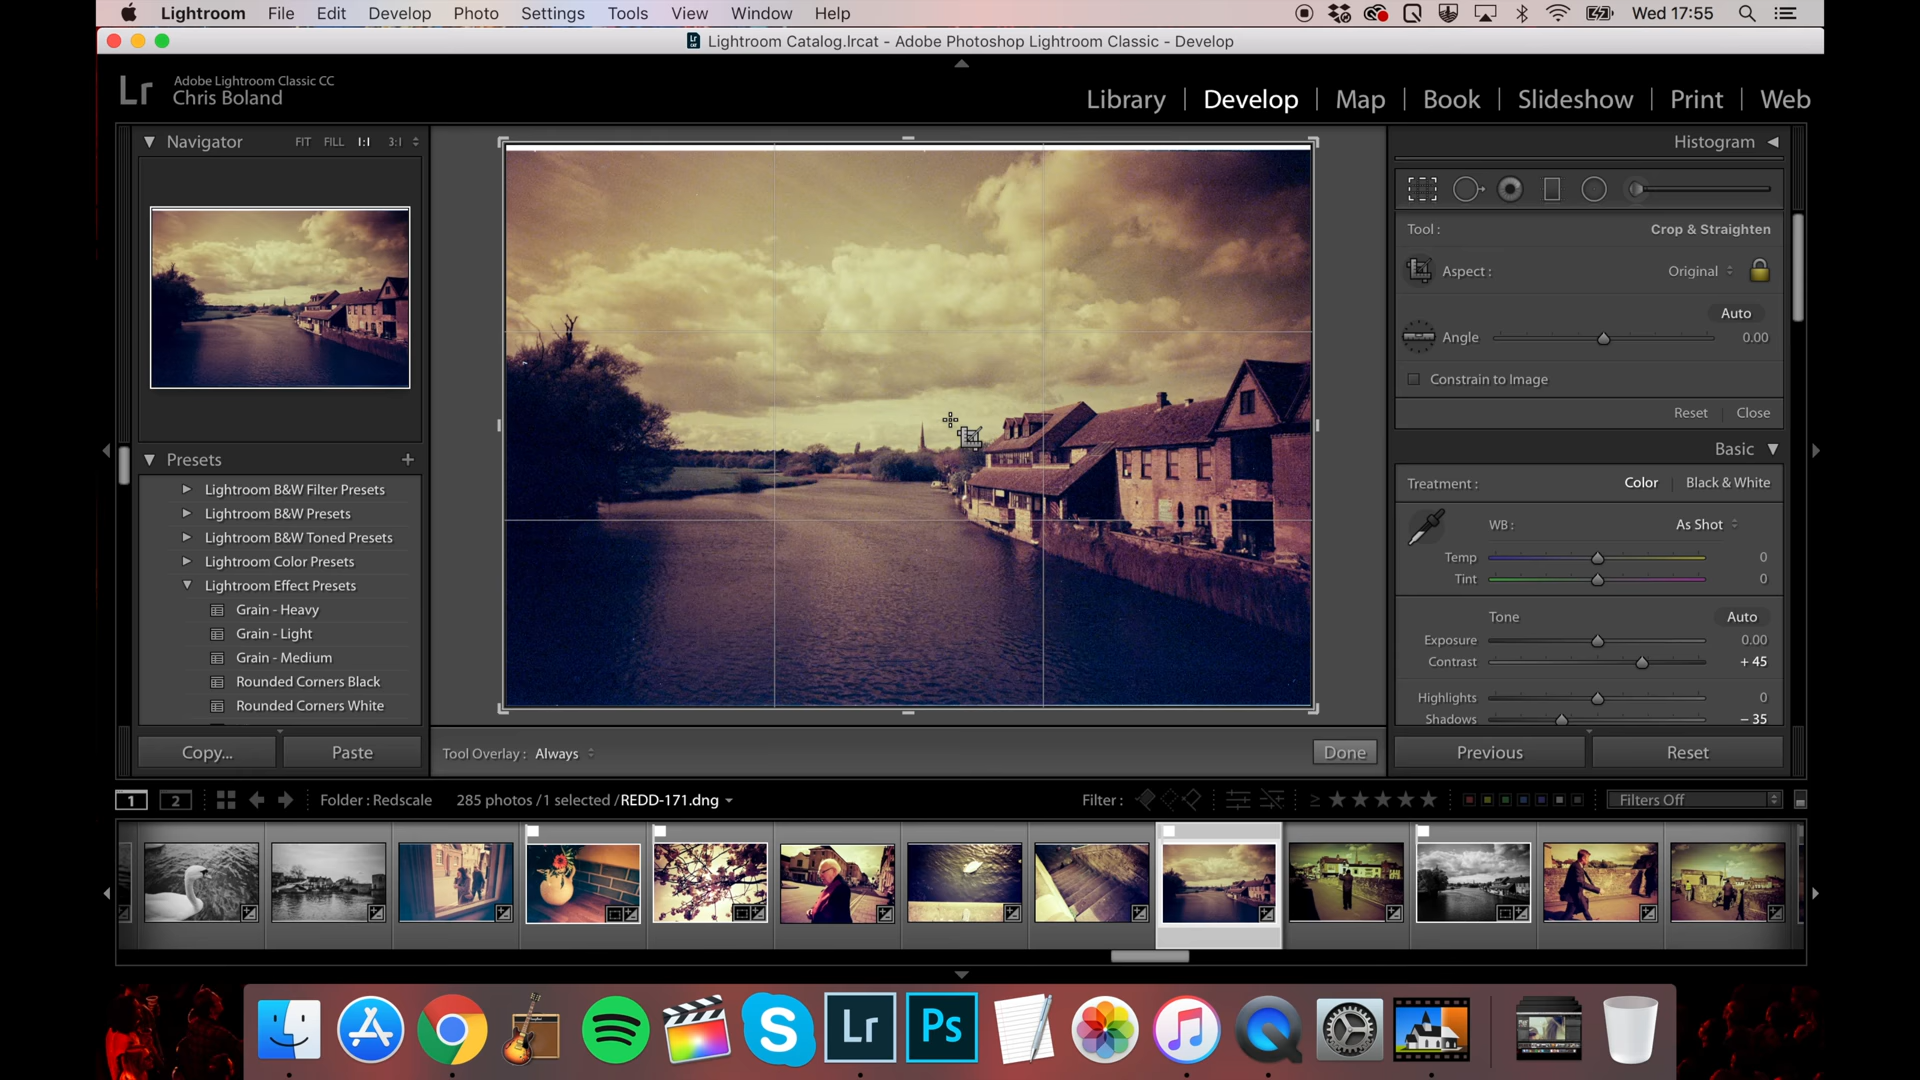 Lightroom File Edit Develop Photo Settings Tools View Window Help Wed 17:55
Lr Lightroom Catalog.lrcat - Adobe Photoshop Lightroom Classic - Develop
Lr
Adobe Lightroom Classic CC
Chris Boland
Library | Develop | Map | Book | Slideshow | Print | Web
Navigator FIT FILL 1:1 3:1
Histogram
Tool : Crop & Straighten
Aspect : Original
Auto
Angle 0.00
Constrain to Image
Reset Close
Basic
Treatment : Color Black & White
WB : As Shot
Temp 0
Tint 0
Tone Auto
Exposure 0.00
Contrast + 45
Highlights 0
Shadows – 35
Previous Reset
Presets +
Lightroom B&W Filter Presets
Lightroom B&W Presets
Lightroom B&W Toned Presets
Lightroom Color Presets
Lightroom Effect Presets
Grain - Heavy
Grain - Light
Grain - Medium
Rounded Corners Black
Rounded Corners White
Copy... Paste
Tool Overlay : Always Done
1 2 Folder : Redscale 285 photos /1 selected /REDD-171.dng Filter : ≥ ★★★★★ Filters Off
S Lr Ps